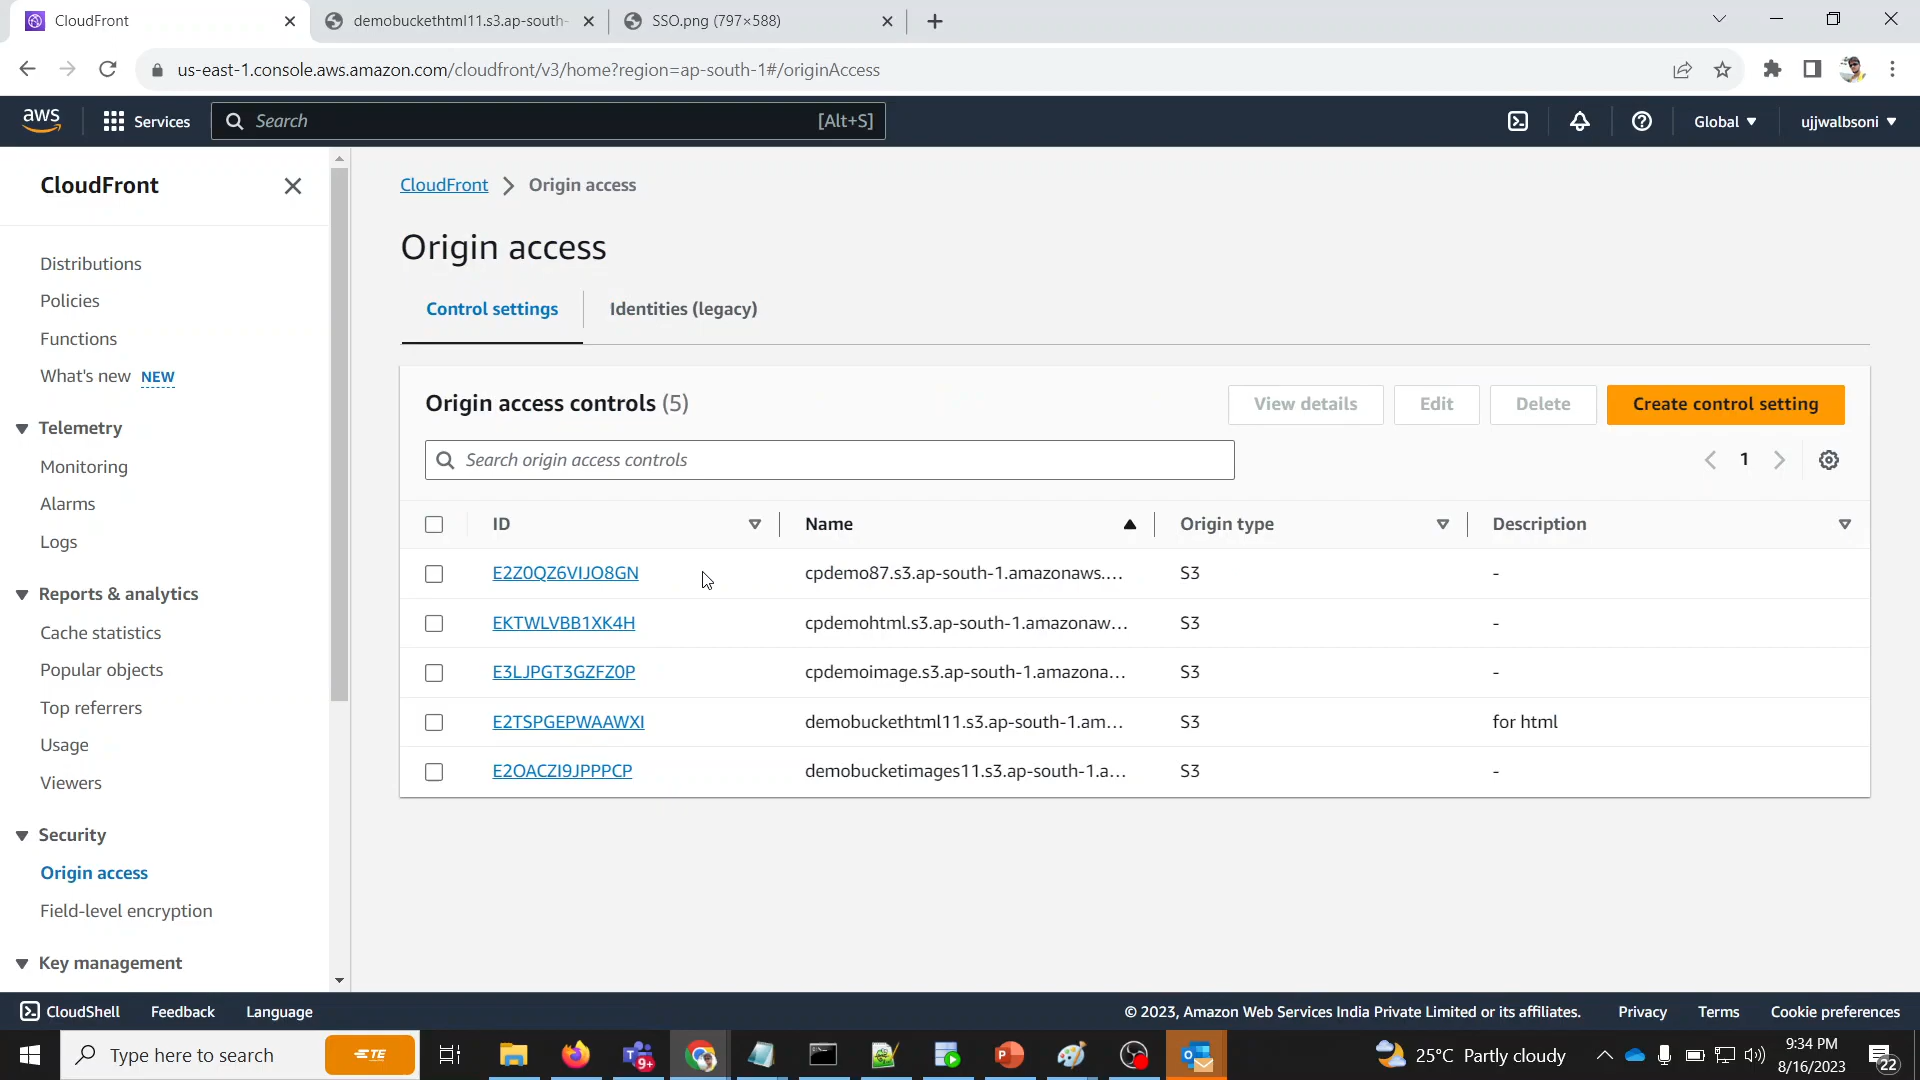 CloudFront
demobuckethtml11.s3.ap-south-
SSO.png (797×588)
us-east-1.console.aws.amazon.com/cloudfront/v3/home?region=ap-south-1#/originAccess
aws
Services
Search
[Alt+S]
Global
ujjwalbsoni
CloudFront
Distributions
Policies
Functions
What's new NEW
Telemetry
Monitoring
Alarms
Logs
Reports & analytics
Cache statistics
Popular objects
Top referrers
Usage
Viewers
Security
Origin access
Field-level encryption
Key management
CloudFront > Origin access
Origin access
Control settings
Identities (legacy)
Origin access controls (5)
View details
Edit
Delete
Create control setting
Search origin access controls
1
ID Name Origin type Description
E2Z0QZ6VIJO8GN cpdemo87.s3.ap-south-1.amazonaws.... S3 -
EKTWLVBB1XK4H cpdemohtml.s3.ap-south-1.amazonaw... S3 -
E3LJPGT3GZFZ0P cpdemoimage.s3.ap-south-1.amazona... S3 -
E2TSPGEPWAAWXI demobuckethtml11.s3.ap-south-1.am... S3 for html
E2OACZI9JPPPCP demobucketimages11.s3.ap-south-1.a... S3 -
CloudShell
Feedback
Language
© 2023, Amazon Web Services India Private Limited or its affiliates.
Privacy
Terms
Cookie preferences
Type here to search
TE
9+
25°C Partly cloudy
9:34 PM
8/16/2023
22